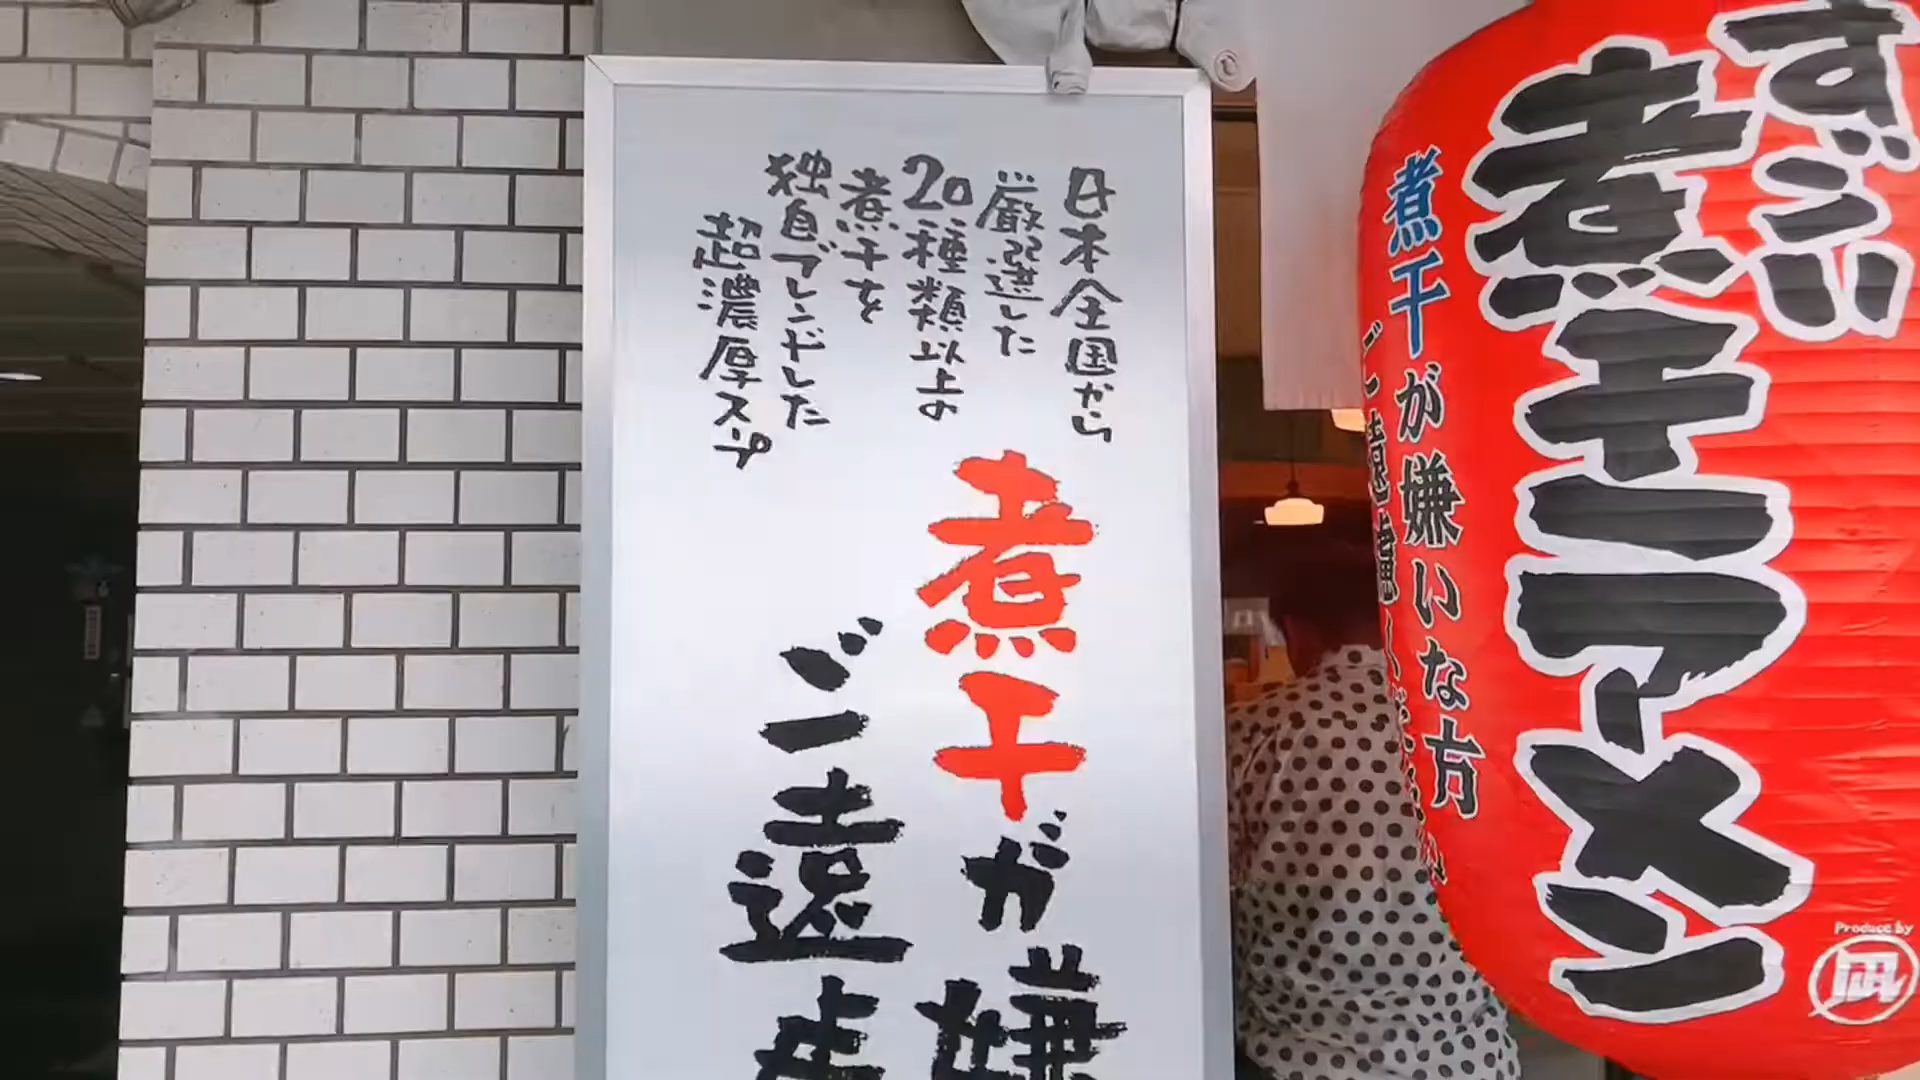 日本全国から
厳選した
20種類以上の
煮干を
独自ブレンドした
超濃厚スープ
煮干が嫌
ご遠
すごい
煮干ラーメン
煮干が嫌いな方
ご遠慮ください
Produce by
凪